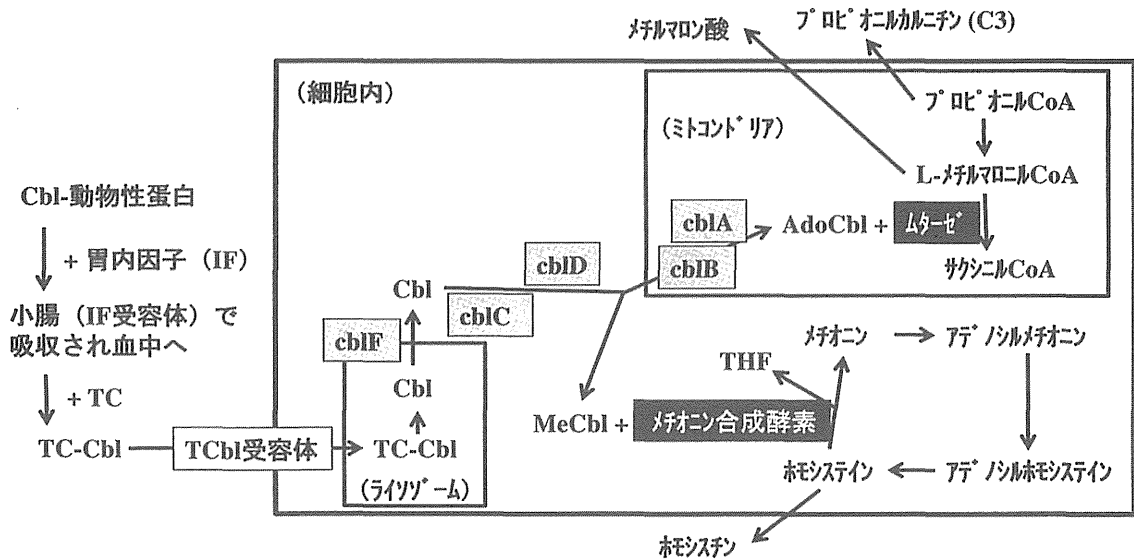 メチルマロン酸
プロピオニルカルニチン (C3)
(細胞内)
(ミトコンドリア)
プロピオニルCoA
L-メチルマロニルCoA
Cbl-動物性蛋白
cblA
AdoCbl + ムターゼ
+ 胃内因子（IF）
cblD
cblB
サクシニルCoA
Cbl
cblC
小腸（IF受容体）で
吸収され血中へ
cblF
メチオニン
アデノシルメチオニン
THF
Cbl
+ TC
MeCbl + メチオニン合成酵素
TC-Cbl
TCbl受容体
TC-Cbl
ホモシステイン
アデノシルホモシステイン
(ライソゾーム)
ホモシスチン